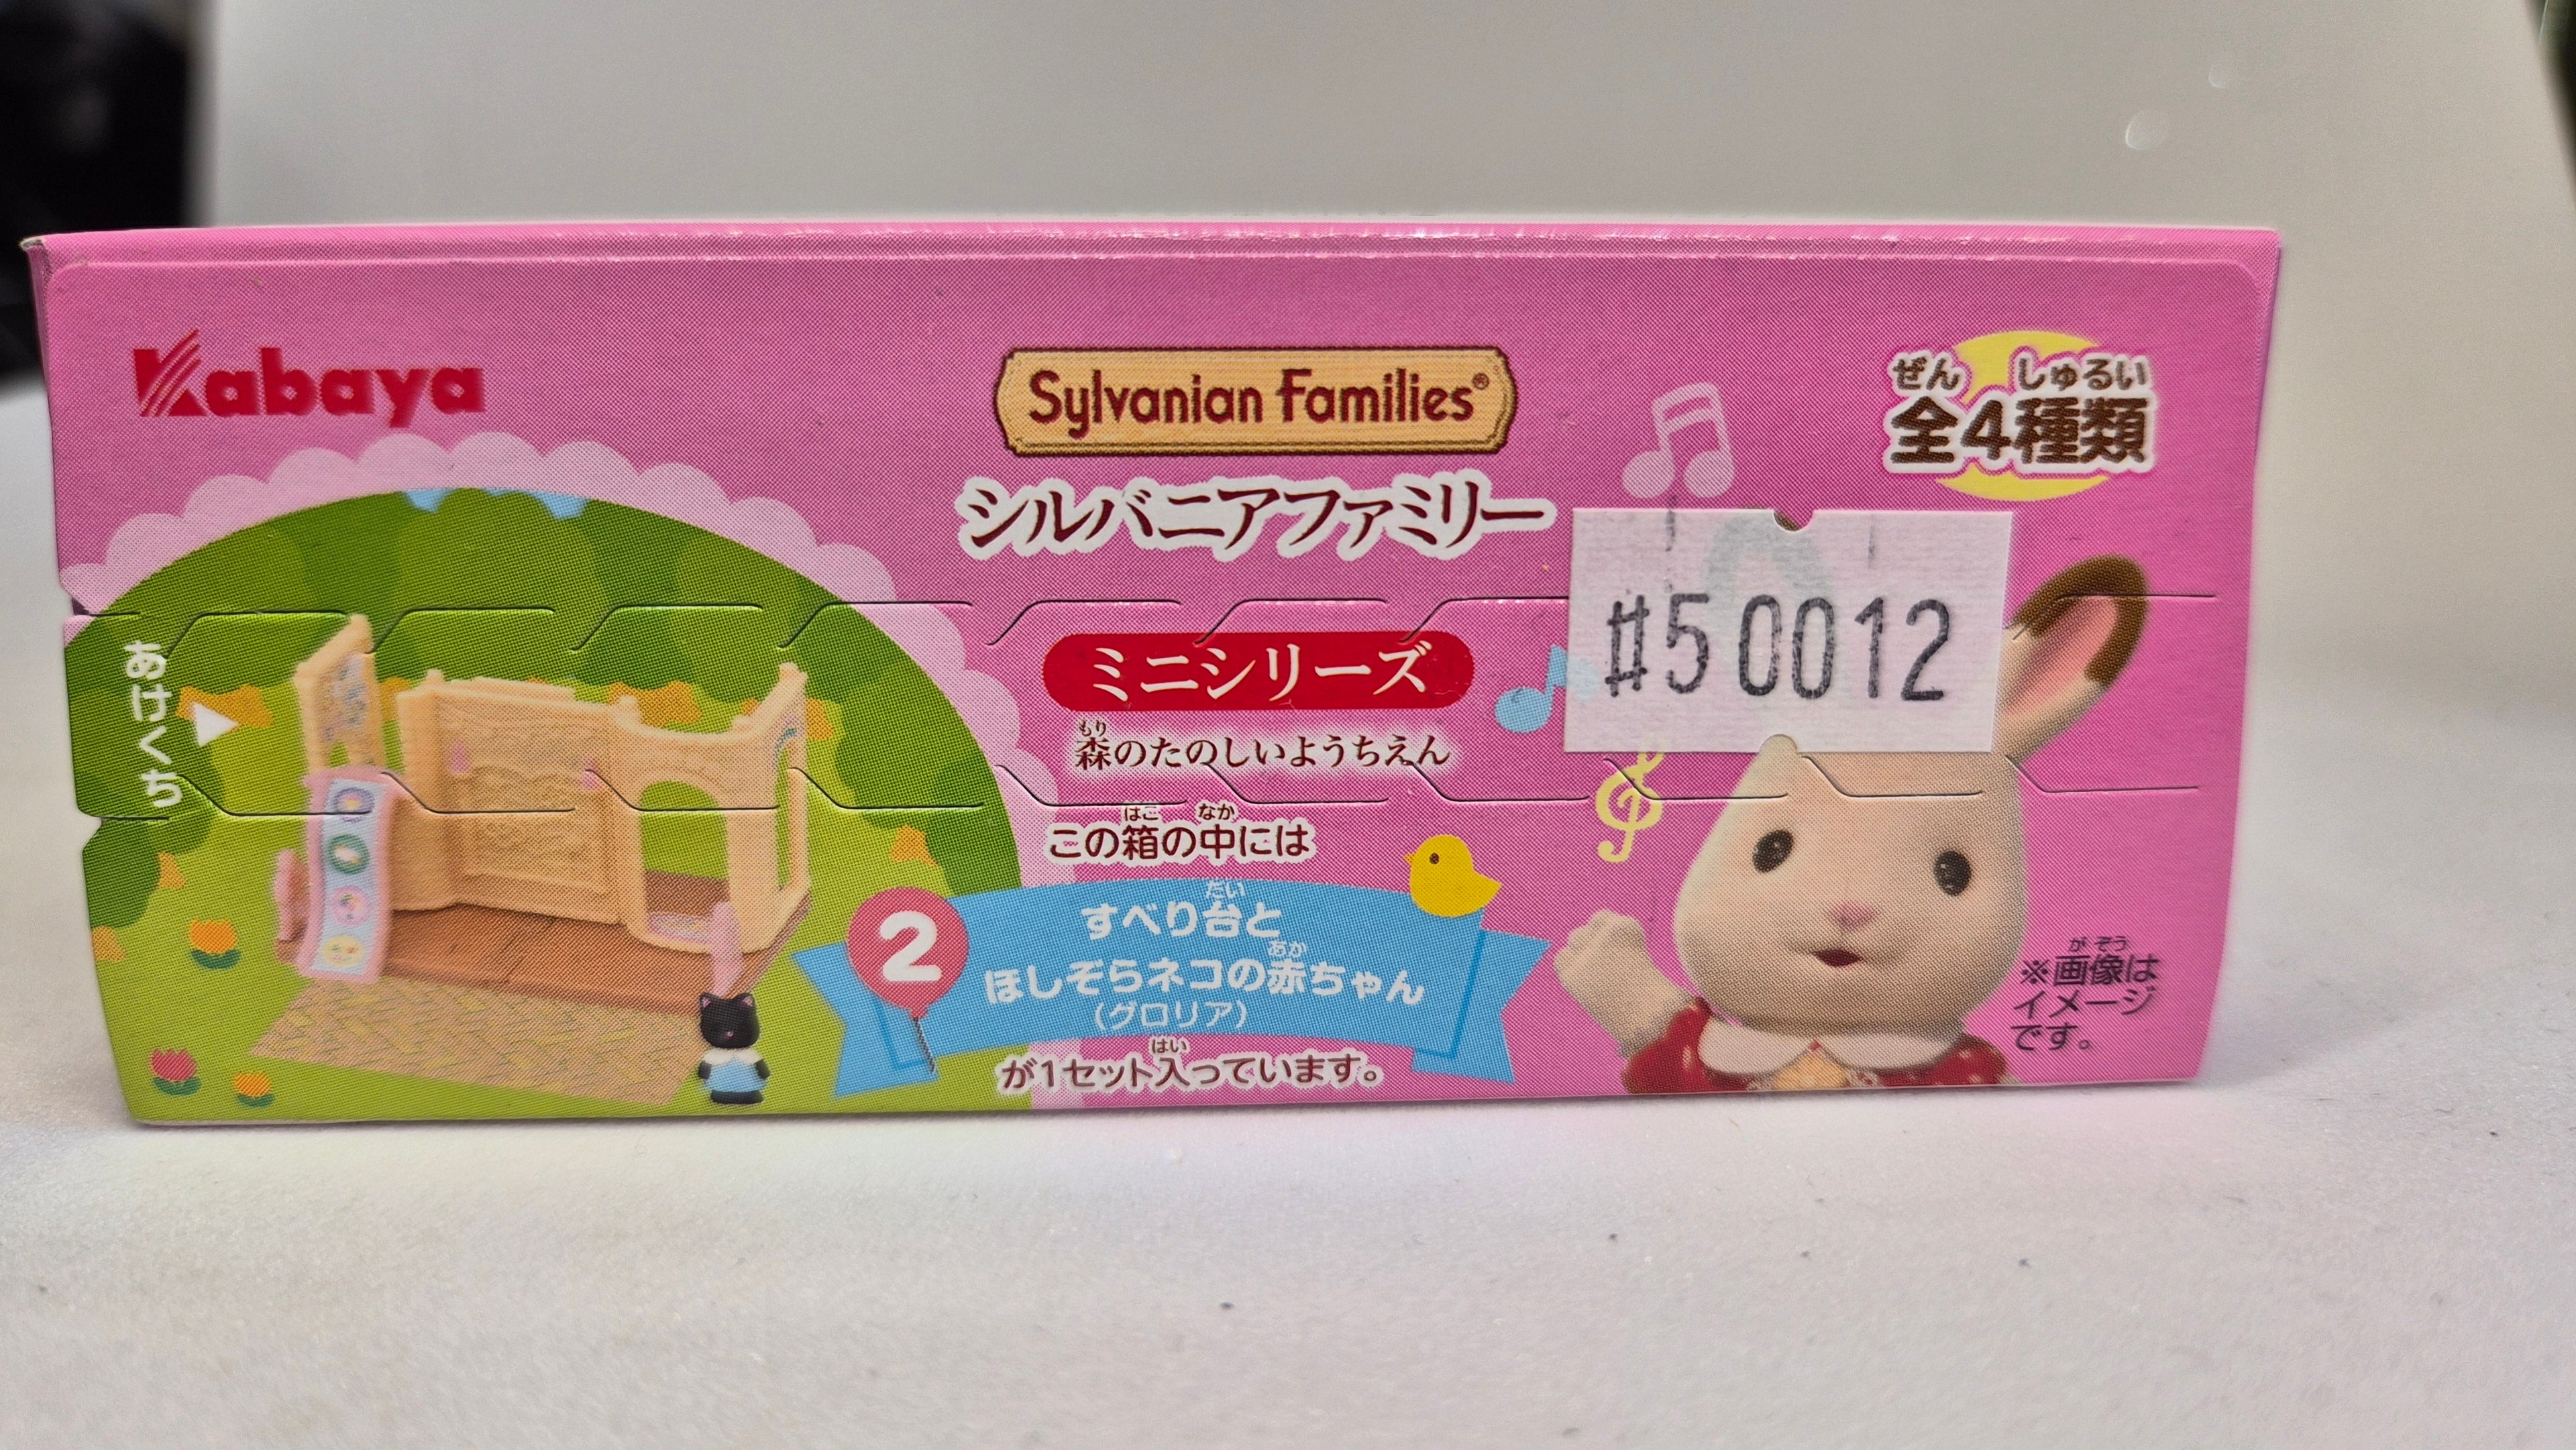 Kabaya
Sylvanian Families®
シルバニアファミリー
ぜん しゅるい
全4種類
#50012
あけくち
ミニシリーズ
もり
森のたのしいようちえん
はこ なか
この箱の中には
2
たい
すべり台と
あか
ほしぞらネコの赤ちゃん
(グロリア)
はい
が1セット入っています。
がぞう
※画像は
イメージ
です。